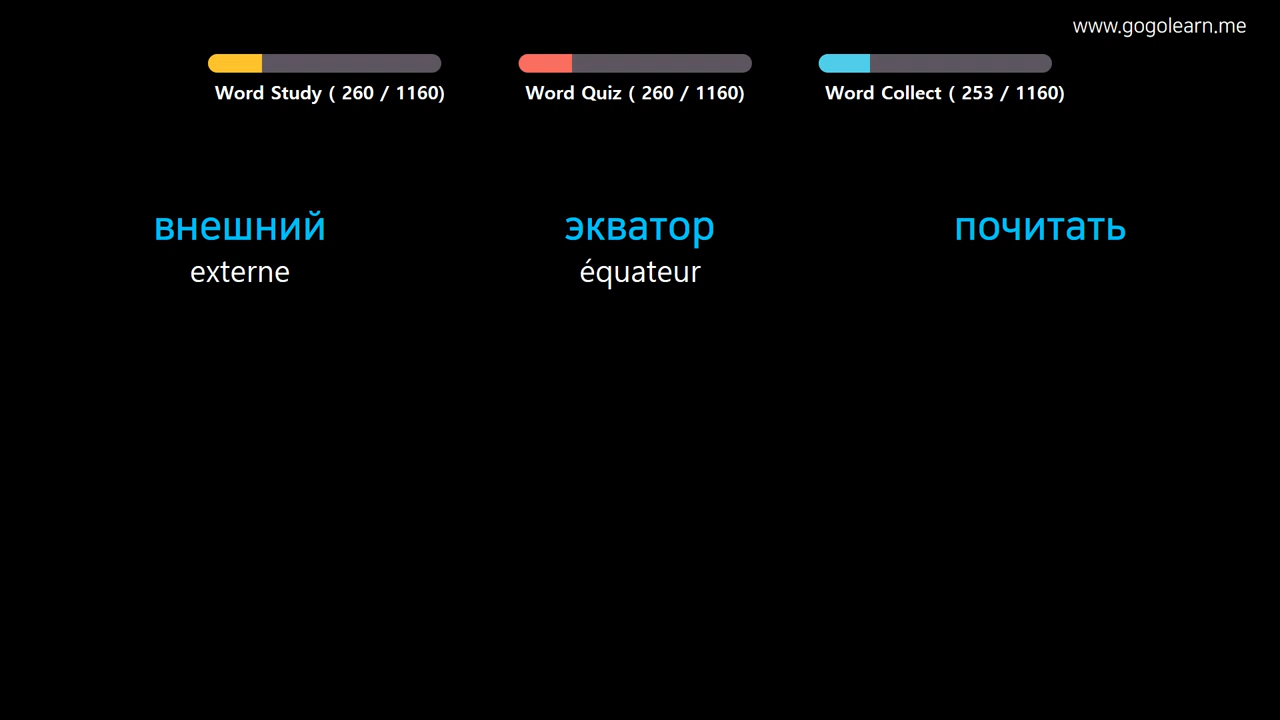 www.gogolearn.me
Word Study ( 260 / 1160)
Word Quiz ( 260 / 1160)
Word Collect ( 253 / 1160)
внешний
externe
экватор
équateur
почитать